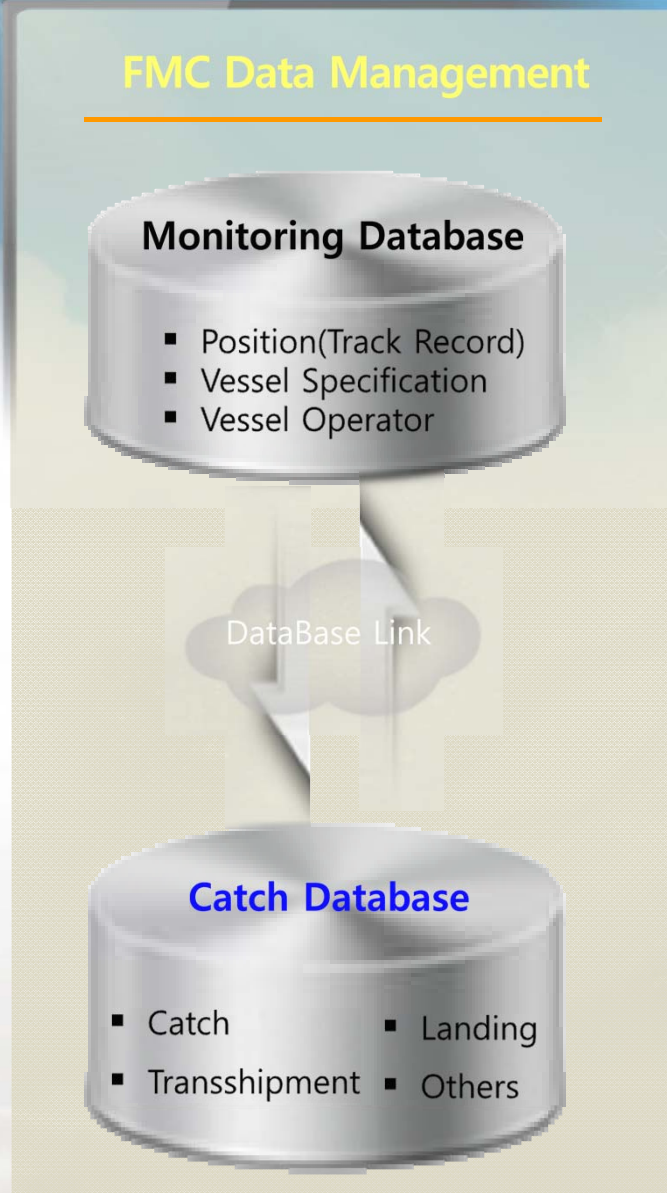 FMC Data Management
Monitoring Database
▪ Position(Track Record)
▪ Vessel Specification
▪ Vessel Operator
DataBase Link
Catch Database
▪ Catch
▪ Transshipment
▪ Landing
▪ Others